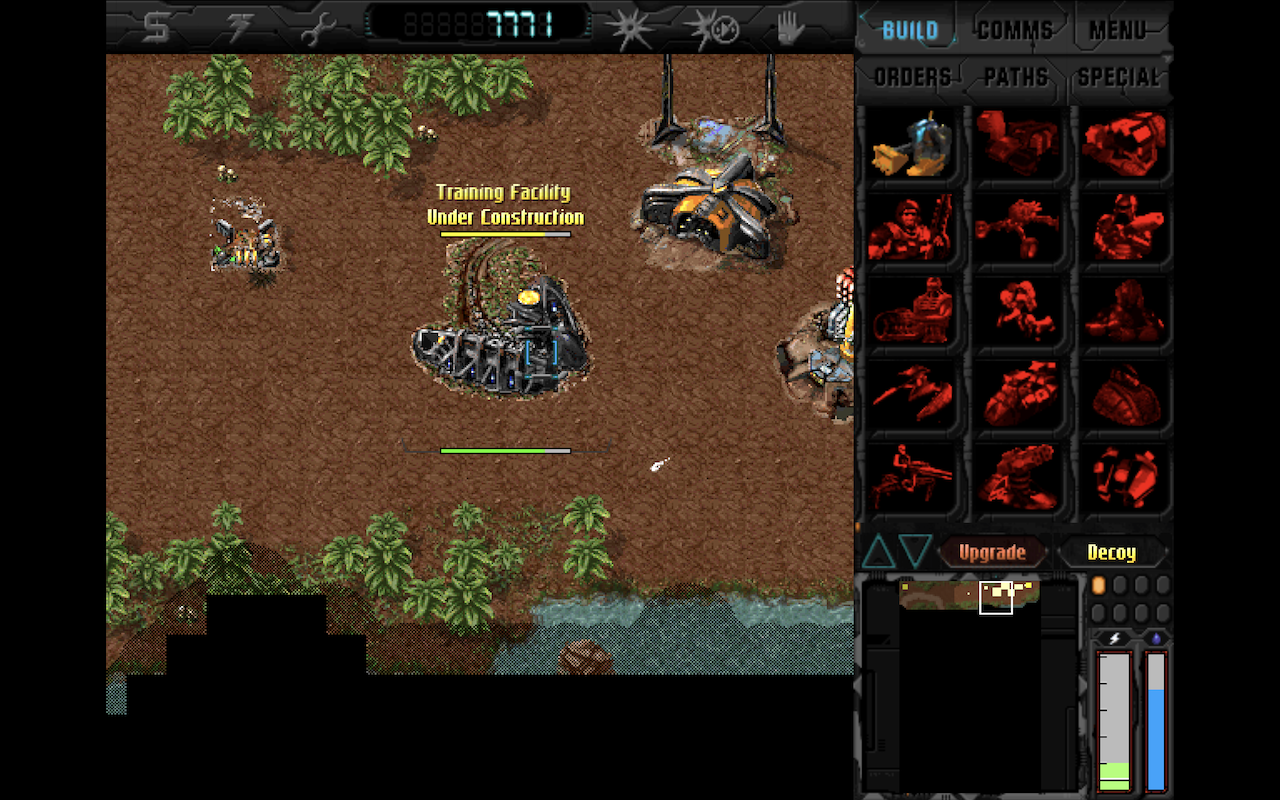 7771
BUILD COMMS MENU
ORDERS PATHS SPECIAL
Training Facility
Under Construction
Upgrade Decoy